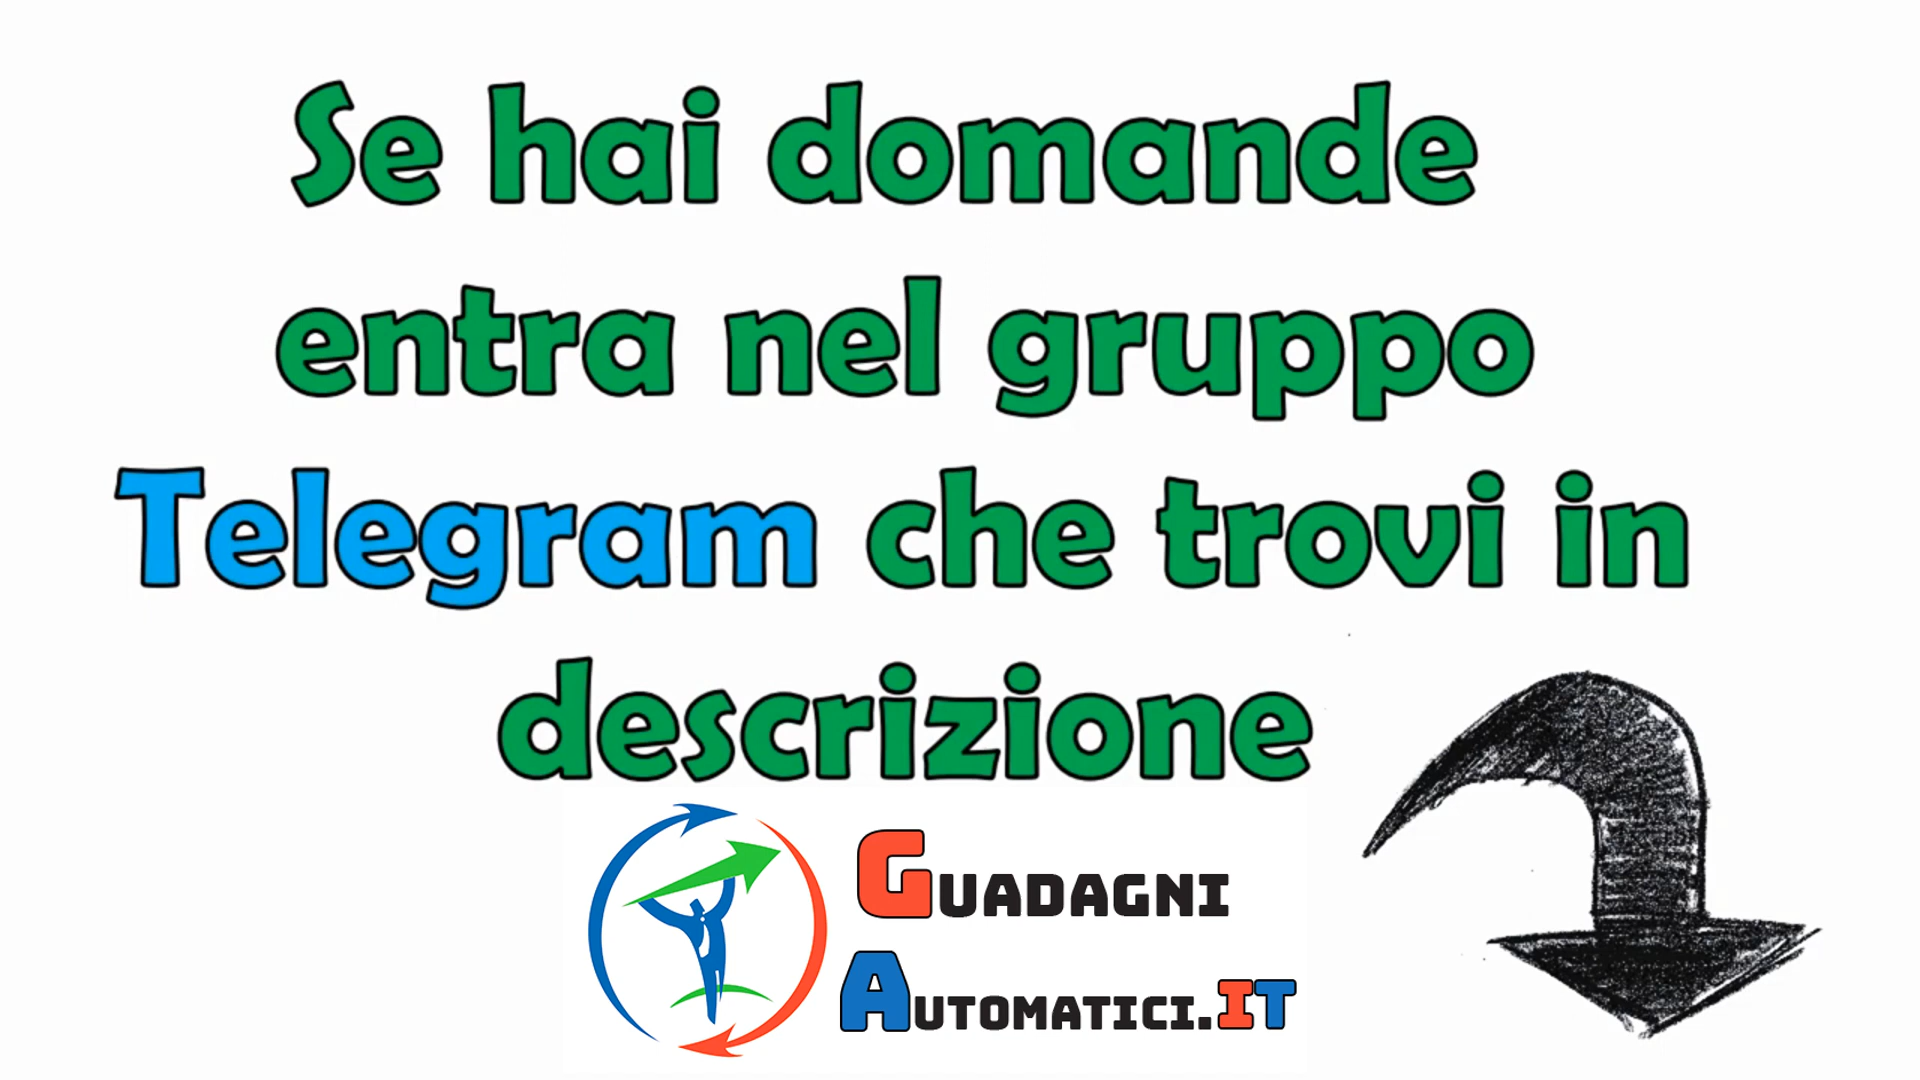 Se hai domande
entra nel gruppo
Telegram che trovi in
descrizione
GUADAGNI
AUTOMATICI.IT